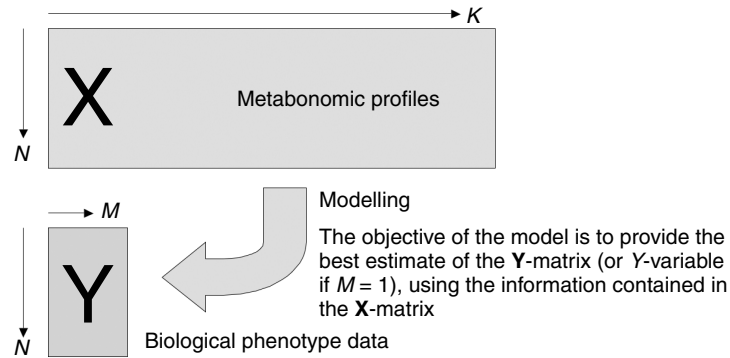 K
X
Metabonomic profiles
N
M
Modelling
The objective of the model is to provide the
best estimate of the Y-matrix (or Y-variable
if M = 1), using the information contained in
the X-matrix
Y
N
Biological phenotype data